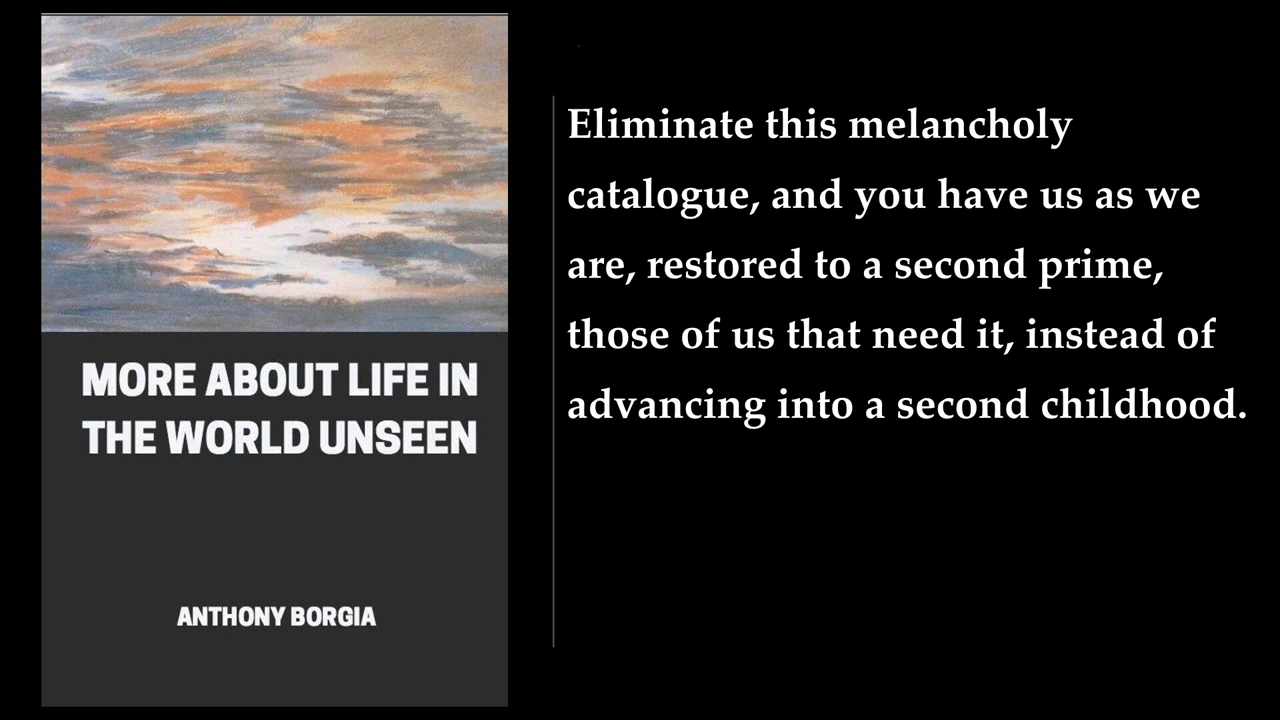 MORE ABOUT LIFE IN
THE WORLD UNSEEN
ANTHONY BORGIA
Eliminate this melancholy
catalogue, and you have us as we
are, restored to a second prime,
those of us that need it, instead of
advancing into a second childhood.